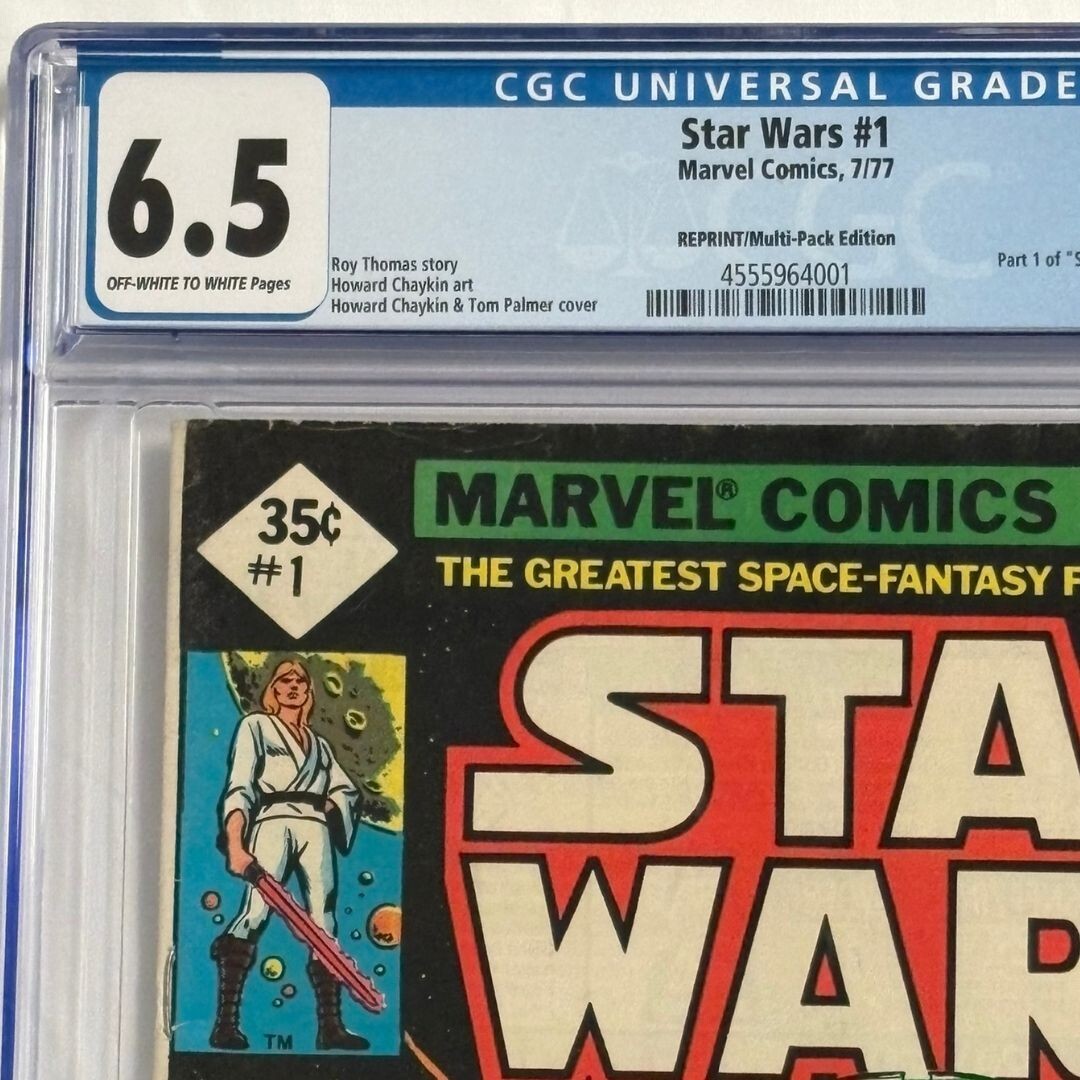 CGC UNIVERSAL GRADE
6.5
OFF-WHITE TO WHITE Pages
Star Wars #1
Marvel Comics, 7/77
REPRINT/Multi-Pack Edition
4555964001
Roy Thomas story
Howard Chaykin art
Howard Chaykin & Tom Palmer cover
Part 1 of "S
CGC
35¢
#1
MARVEL® COMICS
THE GREATEST SPACE-FANTASY F
STA
WAR
TM